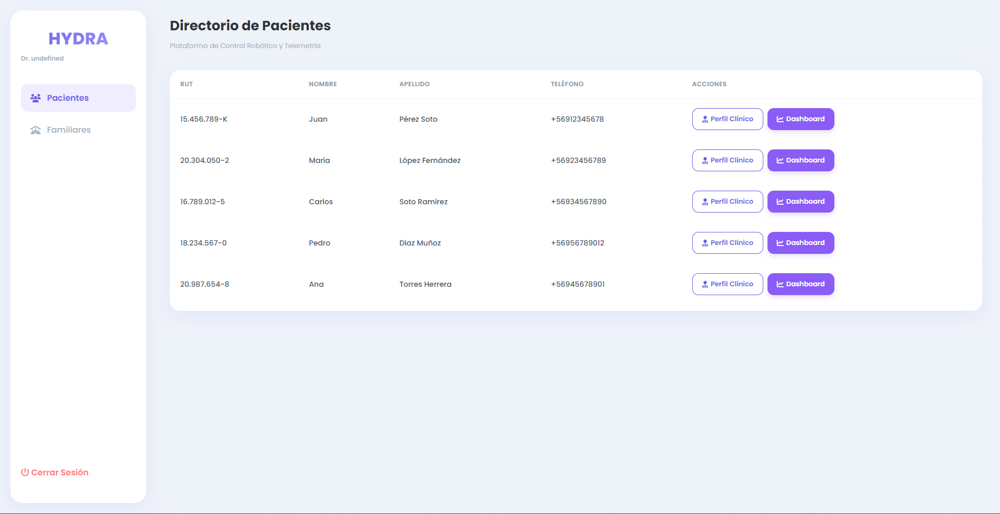 HYDRA
Dr. undefined
Pacientes
Familiares
Cerrar Sesión
Directorio de Pacientes
Plataforma de Control Robótico y Telemetría
RUT NOMBRE APELLIDO TELÉFONO ACCIONES
15.456.789-K Juan Pérez Soto +56912345678 Perfil Clínico Dashboard
20.304.050-2 María López Fernández +56923456789 Perfil Clínico Dashboard
16.789.012-5 Carlos Soto Ramírez +56934567890 Perfil Clínico Dashboard
18.234.567-0 Pedro Díaz Muñoz +56956789012 Perfil Clínico Dashboard
20.987.654-8 Ana Torres Herrera +56945678901 Perfil Clínico Dashboard